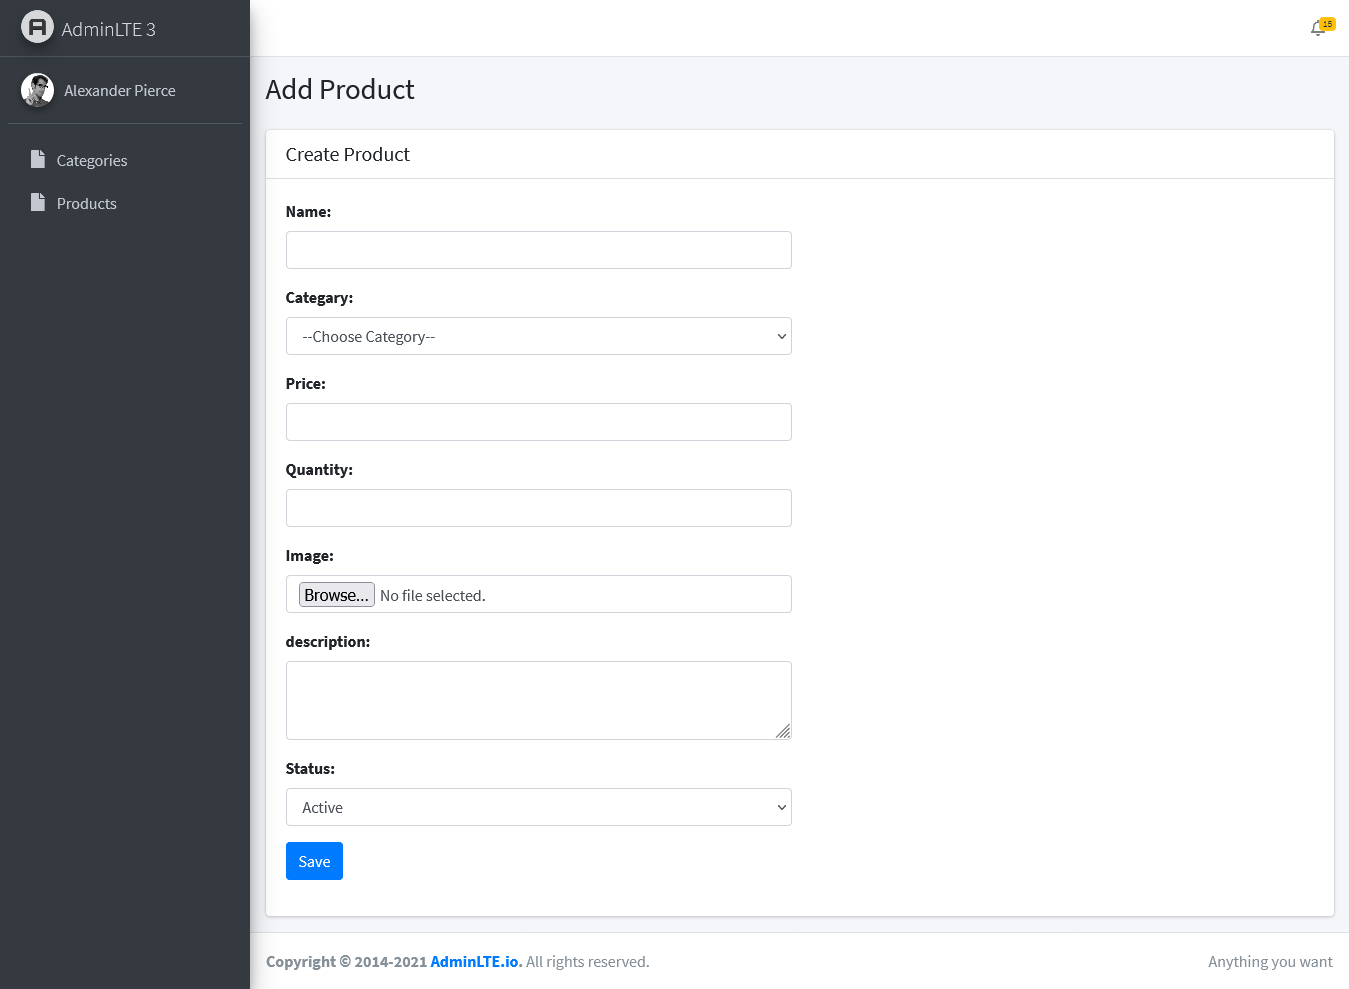 AdminLTE 3
15
Alexander Pierce
Categories
Products
Add Product
Create Product
Name:
Categary:
--Choose Category--
Price:
Quantity:
Image:
Browse... No file selected.
description:
Status:
Active
Save
Copyright © 2014-2021 AdminLTE.io. All rights reserved.
Anything you want